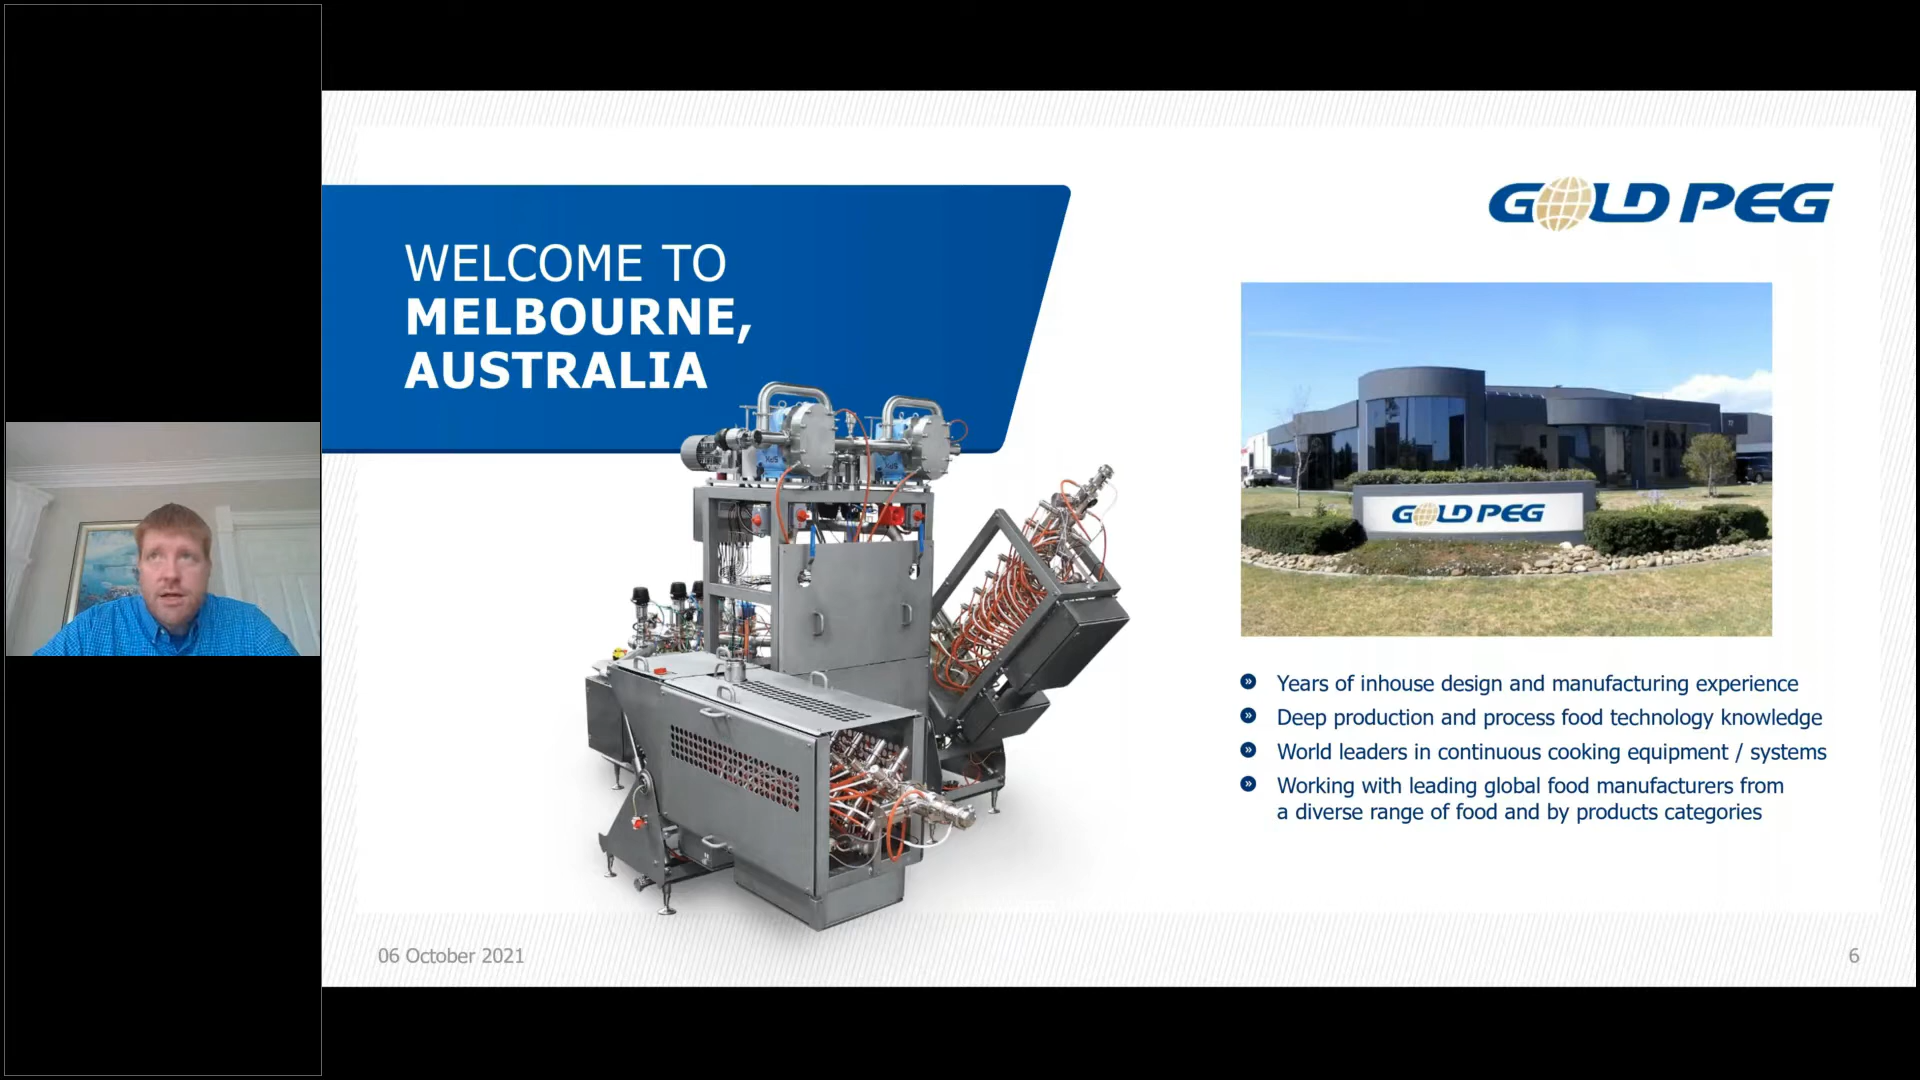 WELCOME TO
MELBOURNE,
AUSTRALIA
GOLD PEG
GOLD PEG
Years of inhouse design and manufacturing experience
Deep production and process food technology knowledge
World leaders in continuous cooking equipment / systems
Working with leading global food manufacturers from
a diverse range of food and by products categories
06 October 2021
6